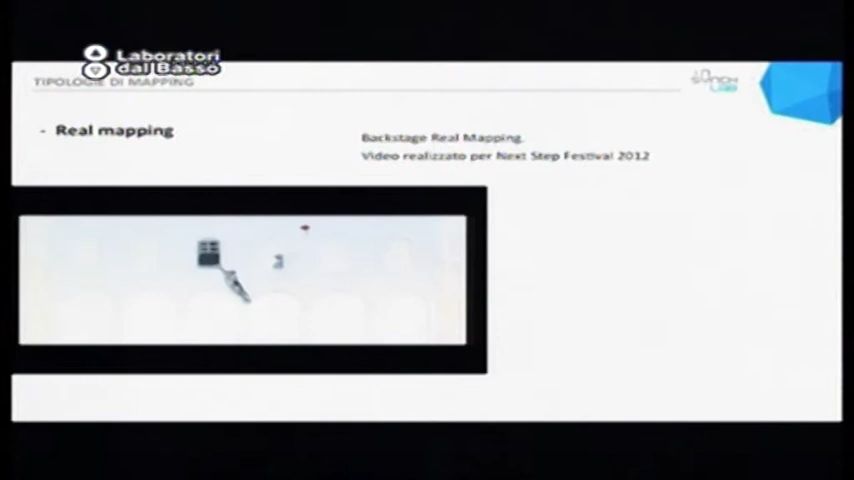 Laboratori
dal Basso
TIPOLOGIE DI MAPPING
- Real mapping
Backstage Real Mapping.
Video realizzato per Next Step Festival 2012